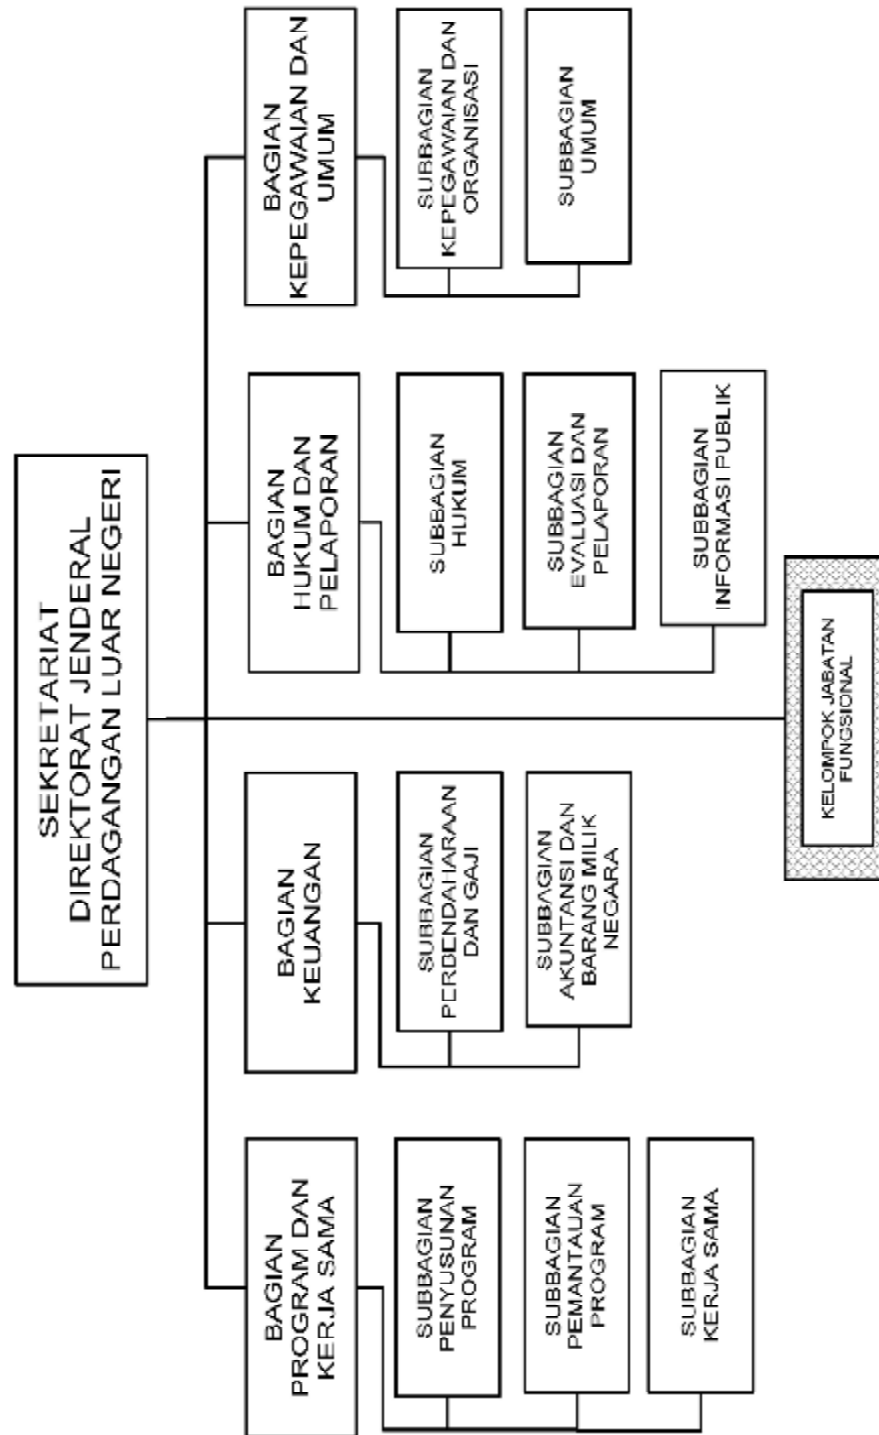 SEKRETARIAT
DIREKTORAT JENDERAL
PERDAGANGAN LUAR NEGERI
BAGIAN
PROGRAM DAN
KERJA SAMA
SUBBAGIAN
PENYUSUNAN
PROGRAM
SUBBAGIAN
PEMANTAUAN
PROGRAM
SUBBAGIAN
KERJA SAMA
BAGIAN
KEUANGAN
SUBBAGIAN
PERBENDAHARAAN
DAN GAJI
SUBBAGIAN
AKUNTANSI DAN
BARANG MILIK
NEGARA
BAGIAN
HUKUM DAN
PELAPORAN
SUBBAGIAN
HUKUM
SUBBAGIAN
EVALUASI DAN
PELAPORAN
SUBBAGIAN
INFORMASI PUBLIK
BAGIAN
KEPEGAWAIAN DAN
UMUM
SUBBAGIAN
KEPEGAWAIAN DAN
ORGANISASI
SUBBAGIAN
UMUM
KELOMPOK JABATAN
FUNGSIONAL